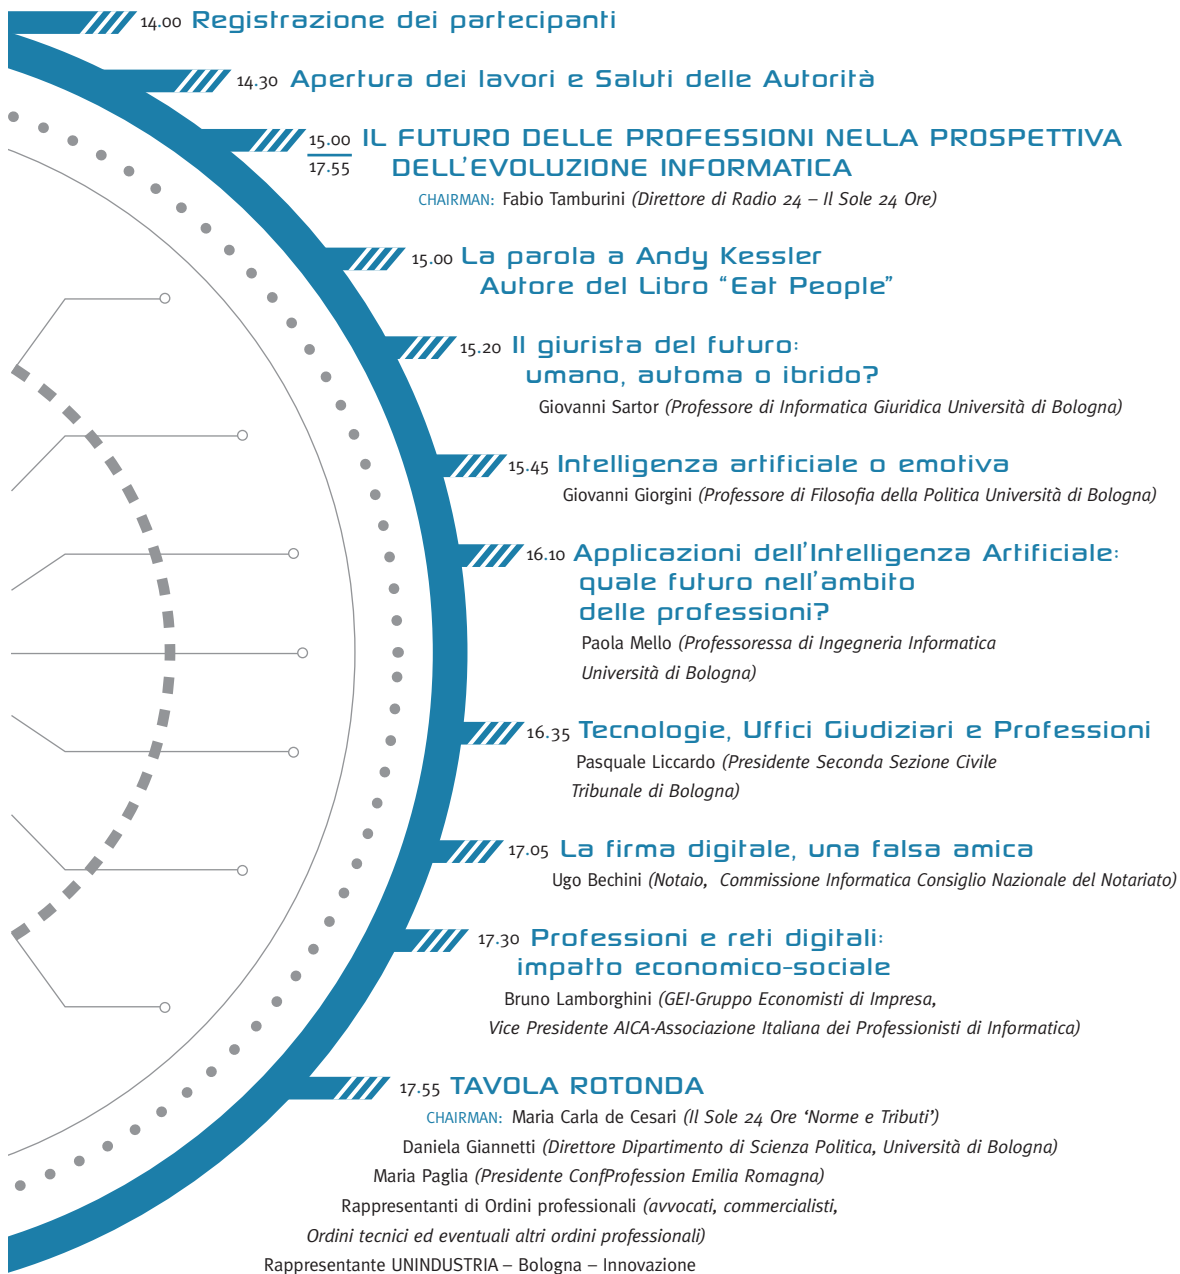 14.00 Registrazione dei partecipanti
14.30 Apertura dei lavori e Saluti delle Autorità
15.00 IL FUTURO DELLE PROFESSIONI NELLA PROSPETTIVA
17.55 DELL'EVOLUZIONE INFORMATICA
CHAIRMAN: Fabio Tamburini (Direttore di Radio 24 – Il Sole 24 Ore)
15.00 La parola a Andy Kessler
Autore del Libro “Eat People”
15.20 Il giurista del futuro:
umano, automa o ibrido?
Giovanni Sartor (Professore di Informatica Giuridica Università di Bologna)
15.45 Intelligenza artificiale o emotiva
Giovanni Giorgini (Professore di Filosofia della Politica Università di Bologna)
16.10 Applicazioni dell'Intelligenza Artificiale:
quale futuro nell'ambito
delle professioni?
Paola Mello (Professoressa di Ingegneria Informatica
Università di Bologna)
16.35 Tecnologie, Uffici Giudiziari e Professioni
Pasquale Liccardo (Presidente Seconda Sezione Civile
Tribunale di Bologna)
17.05 La firma digitale, una falsa amica
Ugo Bechini (Notaio, Commissione Informatica Consiglio Nazionale del Notariato)
17.30 Professioni e reti digitali:
impatto economico-sociale
Bruno Lamborghini (GEI-Gruppo Economisti di Impresa,
Vice Presidente AICA-Associazione Italiana dei Professionisti di Informatica)
17.55 TAVOLA ROTONDA
CHAIRMAN: Maria Carla de Cesari (Il Sole 24 Ore ‘Norme e Tributi’)
Daniela Giannetti (Direttore Dipartimento di Scienza Politica, Università di Bologna)
Maria Paglia (Presidente ConfProfession Emilia Romagna)
Rappresentanti di Ordini professionali (avvocati, commercialisti,
Ordini tecnici ed eventuali altri ordini professionali)
Rappresentante UNINDUSTRIA – Bologna – Innovazione